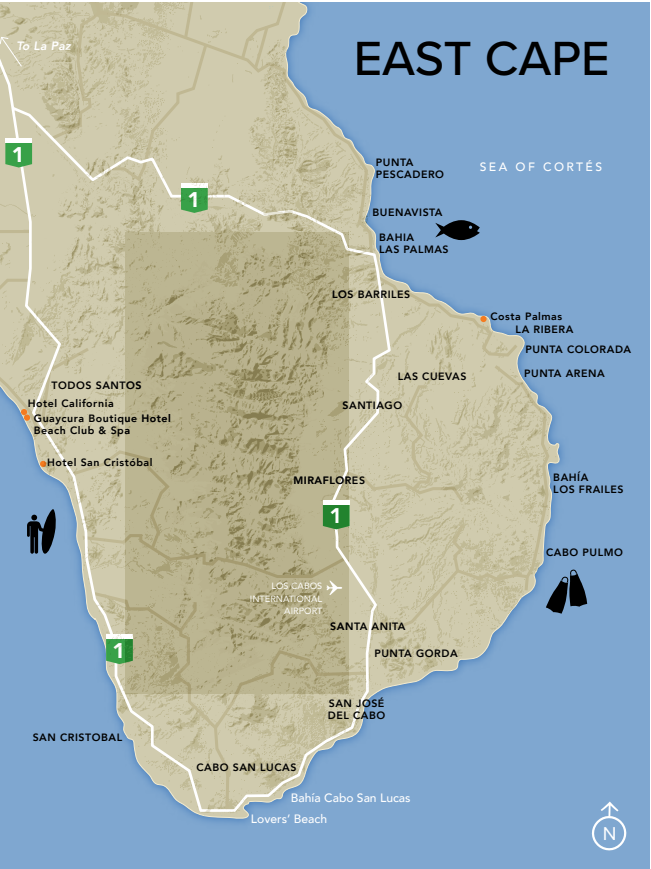 To La Paz
EAST CAPE
1
PUNTA
PESCADERO
SEA OF CORTÉS
1
BUENAVISTA
BAHIA
LAS PALMAS
LOS BARRILES
Costa Palmas
LA RIBERA
PUNTA COLORADA
PUNTA ARENA
LAS CUEVAS
TODOS SANTOS
Hotel California
SANTIAGO
Guaycura Boutique Hotel
Beach Club & Spa
Hotel San Cristóbal
MIRAFLORES
BAHÍA
LOS FRAILES
1
CABO PULMO
LOS CABOS
INTERNATIONAL
AIRPORT
SANTA ANITA
1
PUNTA GORDA
SAN JOSÉ
DEL CABO
SAN CRISTOBAL
CABO SAN LUCAS
Bahía Cabo San Lucas
Lovers' Beach
N